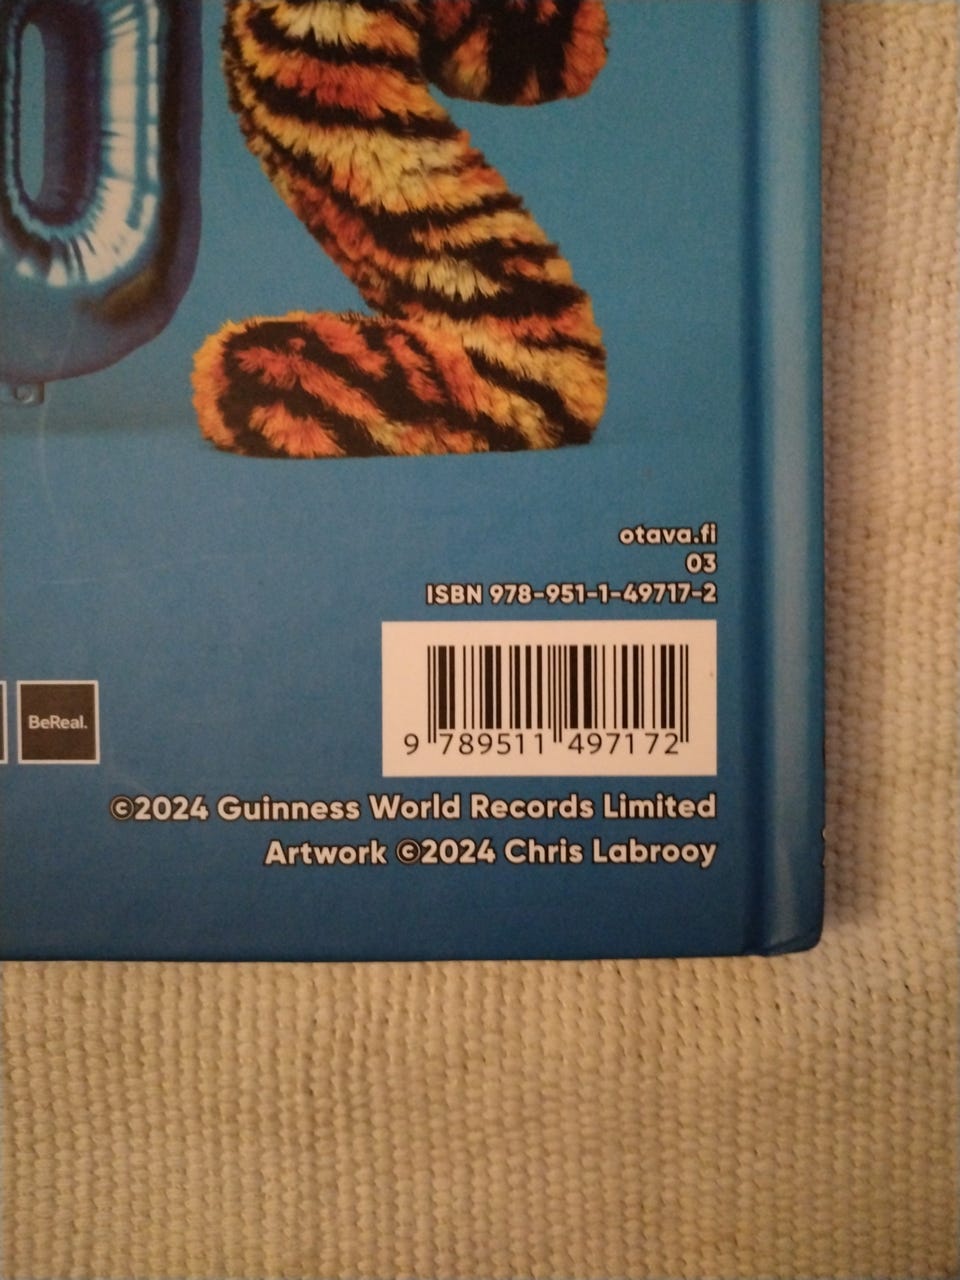 otava.fi
03
ISBN 978-951-1-49717-2
9 789511 497172
BeReal.
©2024 Guinness World Records Limited
Artwork ©2024 Chris Labrooy